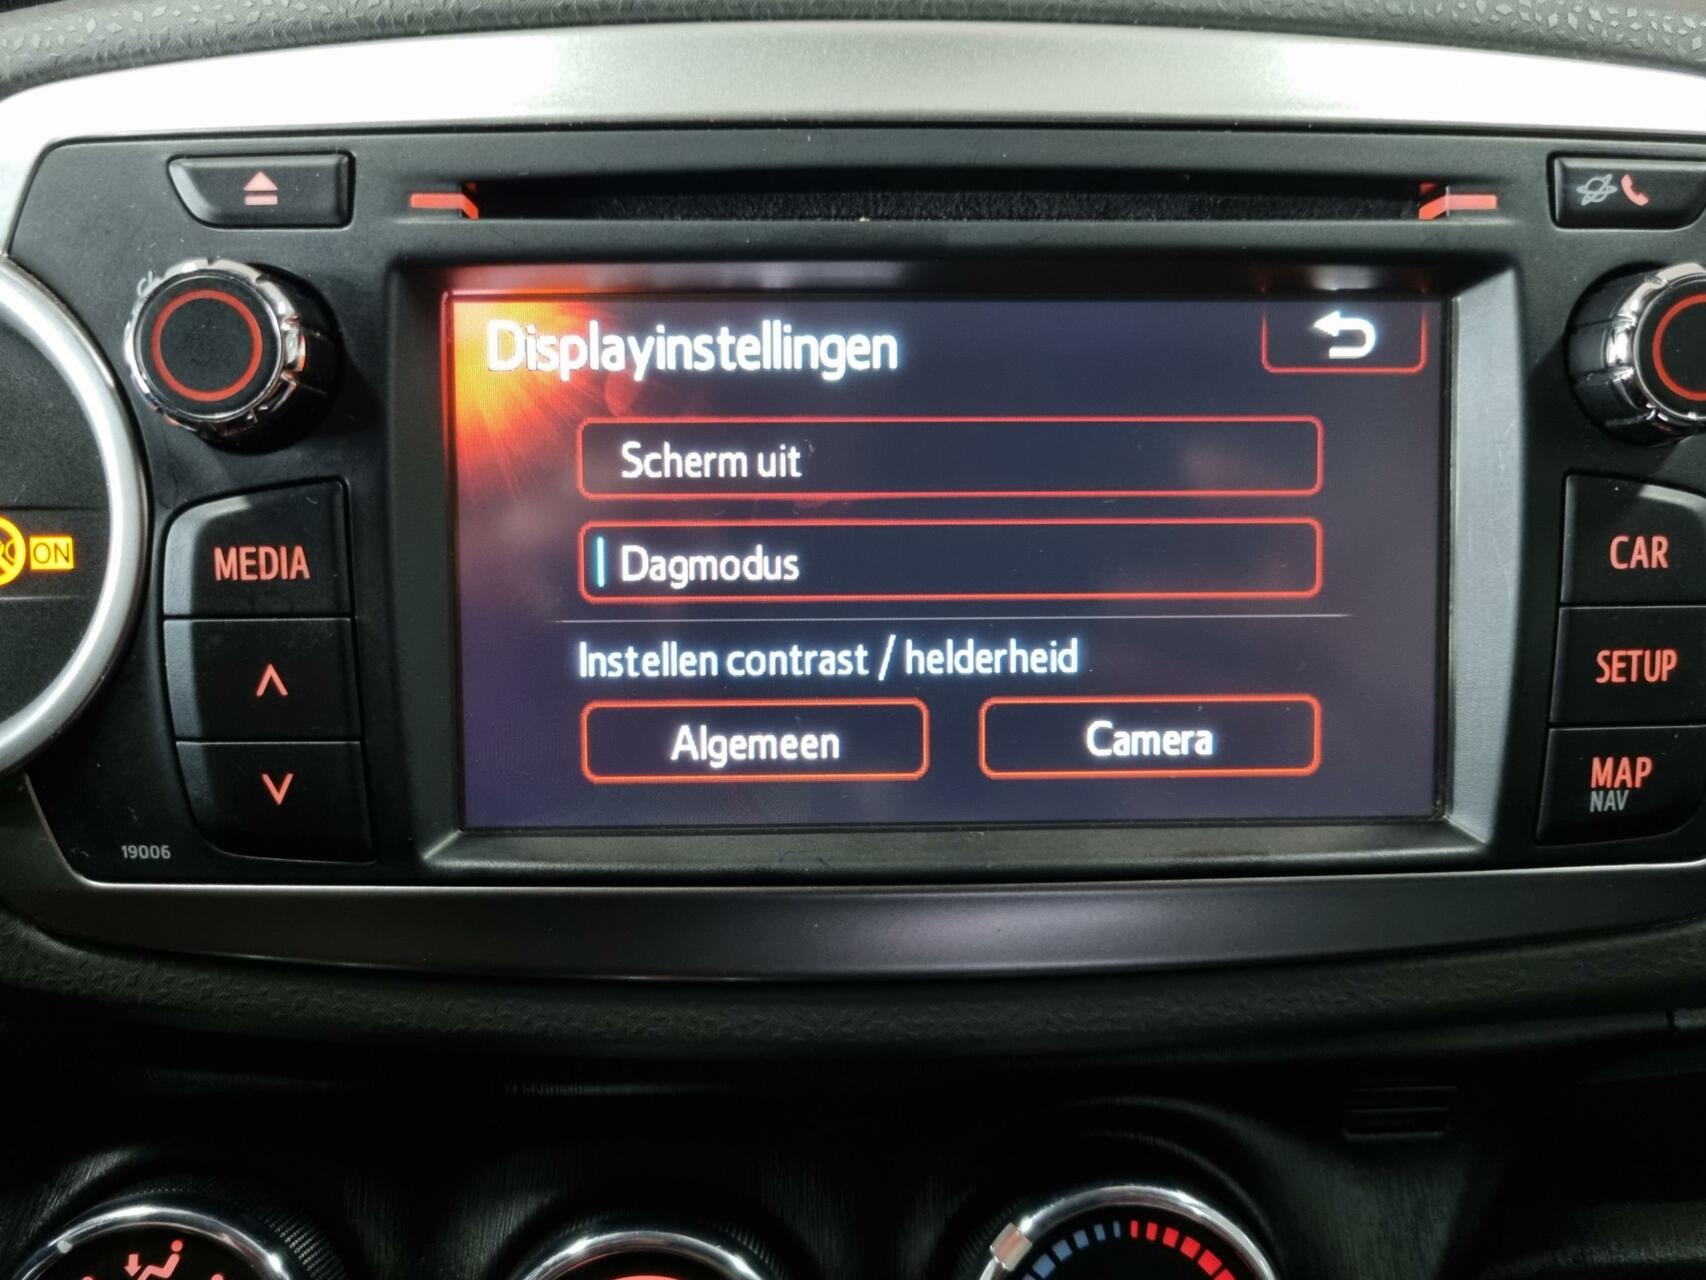 Displayinstellingen
Scherm uit
ON
Dagmodus
MEDIA
CAR
Instellen contrast / helderheid
SETUP
Algemeen
Camera
MAP
NAV
19006